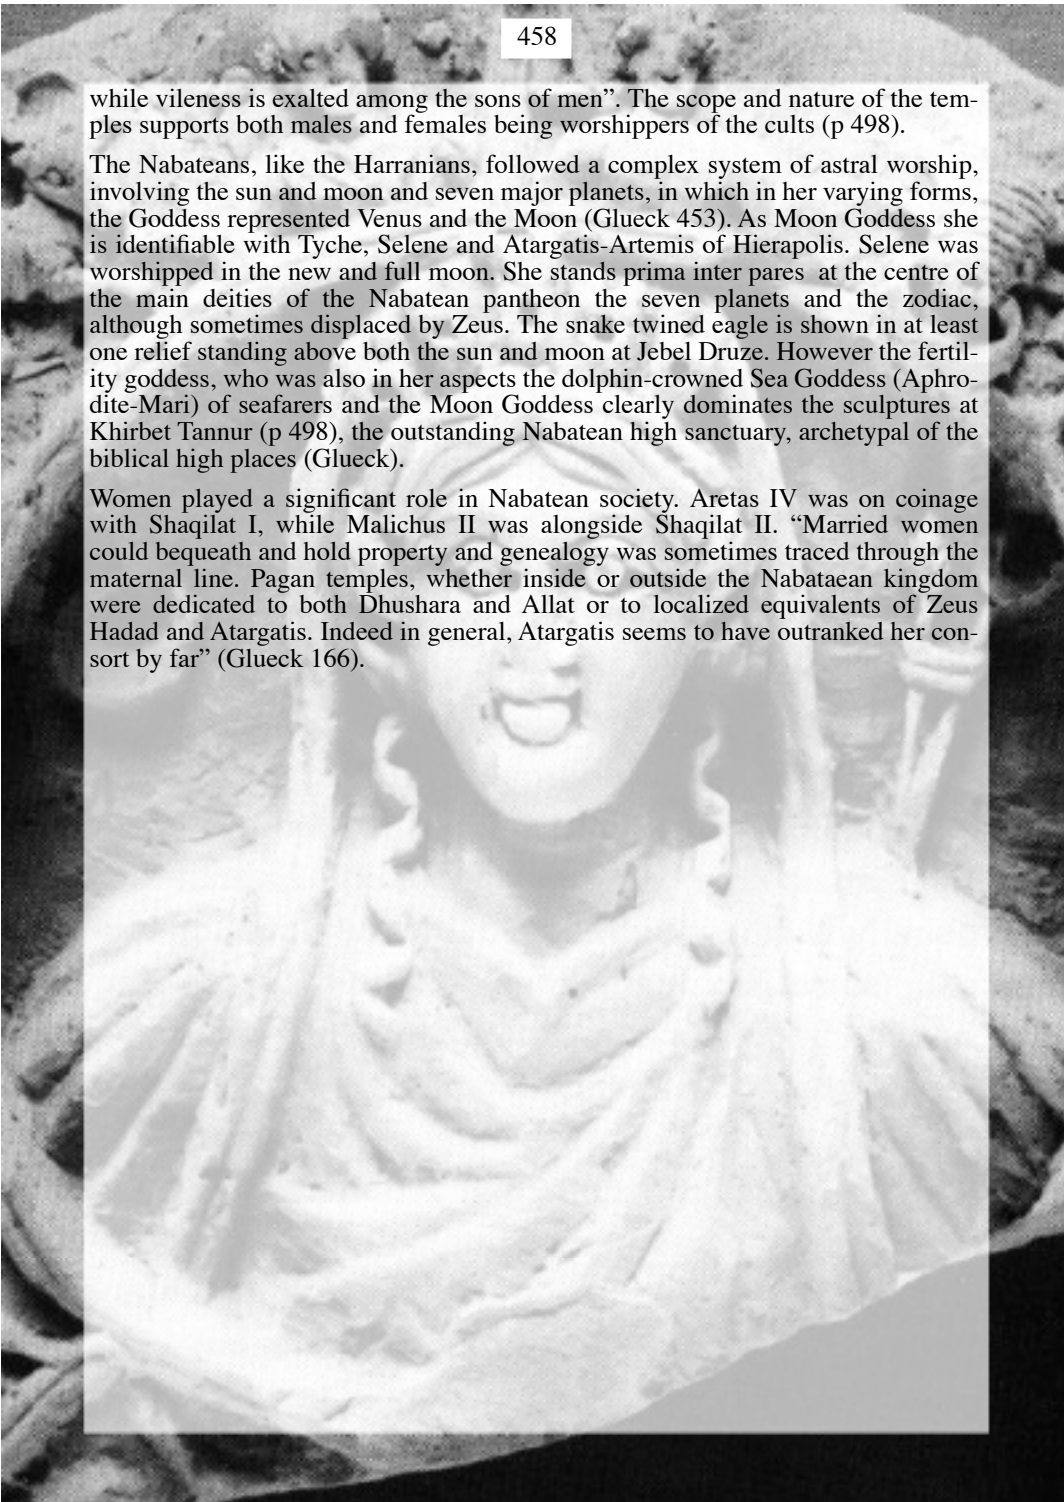 458
while vileness is exalted among the sons of men”. The scope and nature of the tem-
ples supports both males and females being worshippers of the cults (p 498).
The Nabateans, like the Harranians, followed a complex system of astral worship,
involving the sun and moon and seven major planets, in which in her varying forms,
the Goddess represented Venus and the Moon (Glueck 453). As Moon Goddess she
is identifiable with Tyche, Selene and Atargatis-Artemis of Hierapolis. Selene was
worshipped in the new and full moon. She stands prima inter pares at the centre of
the main deities of the Nabatean pantheon the seven planets and the zodiac,
although sometimes displaced by Zeus. The snake twined eagle is shown in at least
one relief standing above both the sun and moon at Jebel Druze. However the fertil-
ity goddess, who was also in her aspects the dolphin-crowned Sea Goddess (Aphro-
dite-Mari) of seafarers and the Moon Goddess clearly dominates the sculptures at
Khirbet Tannur (p 498), the outstanding Nabatean high sanctuary, archetypal of the
biblical high places (Glueck).
Women played a significant role in Nabatean society. Aretas IV was on coinage
with Shaqilat I, while Malichus II was alongside Shaqilat II. “Married women
could bequeath and hold property and genealogy was sometimes traced through the
maternal line. Pagan temples, whether inside or outside the Nabataean kingdom
were dedicated to both Dhushara and Allat or to localized equivalents of Zeus
Hadad and Atargatis. Indeed in general, Atargatis seems to have outranked her con-
sort by far” (Glueck 166).